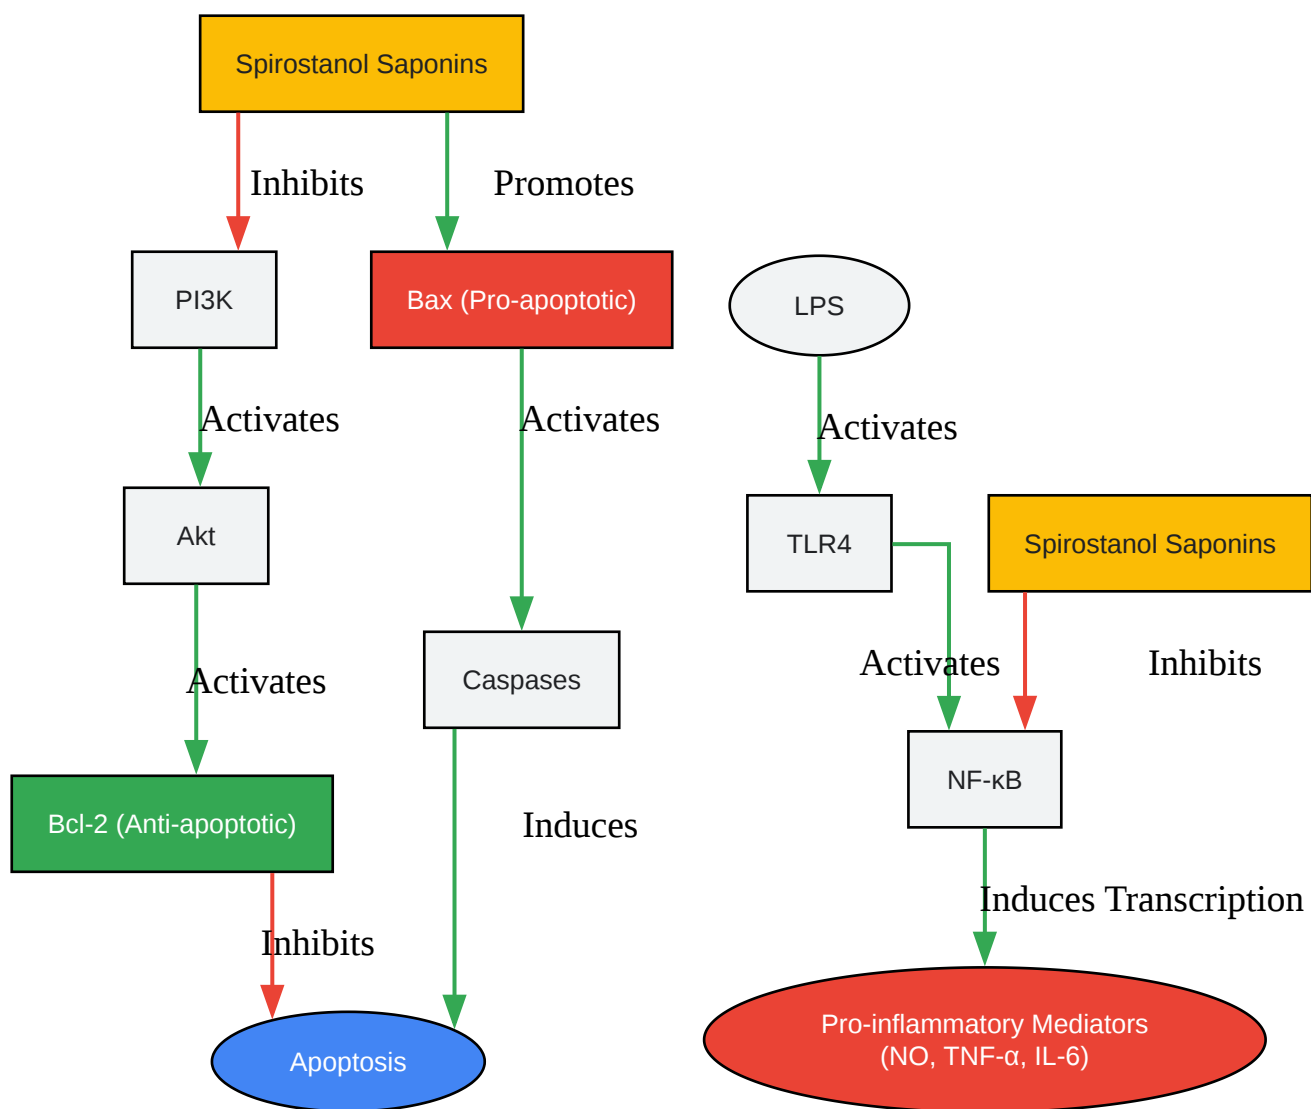 Spirostanol Saponins
Inhibits
Promotes
PI3K
Bax (Pro-apoptotic)
LPS
Activates
Activates
Activates
Akt
TLR4
Spirostanol Saponins
Activates
Caspases
Activates
Inhibits
Bcl-2 (Anti-apoptotic)
Induces
NF-κB
Inhibits
Induces Transcription
Apoptosis
Pro-inflammatory Mediators
(NO, TNF-α, IL-6)